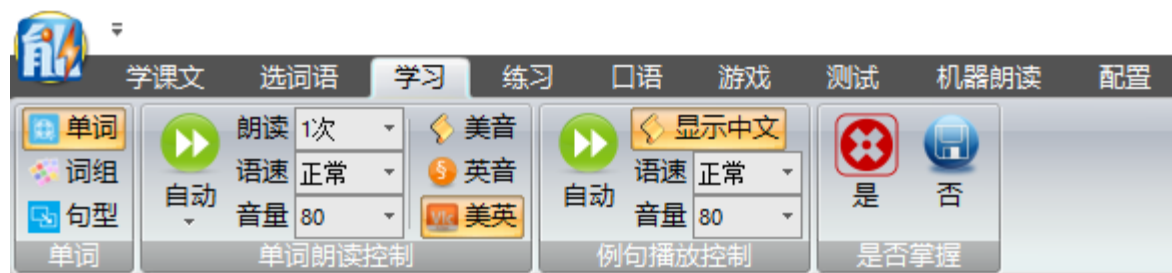 学课文 选词语 学习 练习 口语 游戏 测试 机器朗读 配置
单词 朗读 1次 美音 显示中文
词组 语速 正常 英音 语速 正常
句型 自动 音量 80 美英 自动 音量 80 是 否
单词 单词朗读控制 例句播放控制 是否掌握